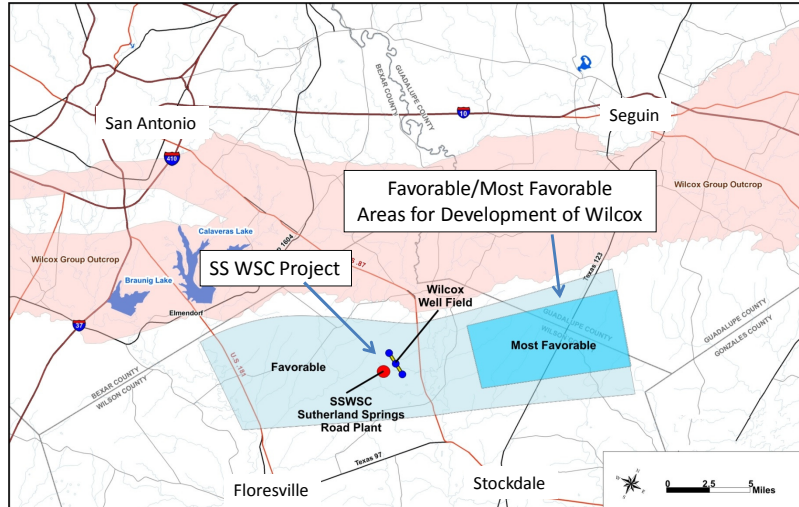 San Antonio
Seguin
BEXAR COUNTY
GUADALUPE COUNTY
10
410
Favorable/Most Favorable
Areas for Development of Wilcox
Wilcox Group Outcrop
Calaveras Lake
1604
Wilcox Group Outcrop
Braunig Lake
SS WSC Project
U.S. 87
Texas 123
Wilcox
Well Field
Elmendorf
37
GUADALUPE COUNTY
WILSON COUNTY
GUADALUPE COUNTY
GONZALES COUNTY
Most Favorable
BEXAR COUNTY
WILSON COUNTY
U.S 181
Favorable
SSWSC
Sutherland Springs
Road Plant
Texas 97
Floresville
Stockdale
0 2.5 5
Miles